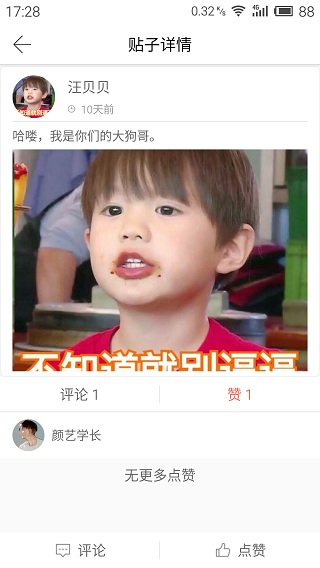 17:28
0.32 K/s
4G
88
贴子详情
汪贝贝
10天前
哈喽，我是你们的大狗哥。
不知道就别逼逼
评论 1
赞 1
颜艺学长
无更多点赞
评论
点赞